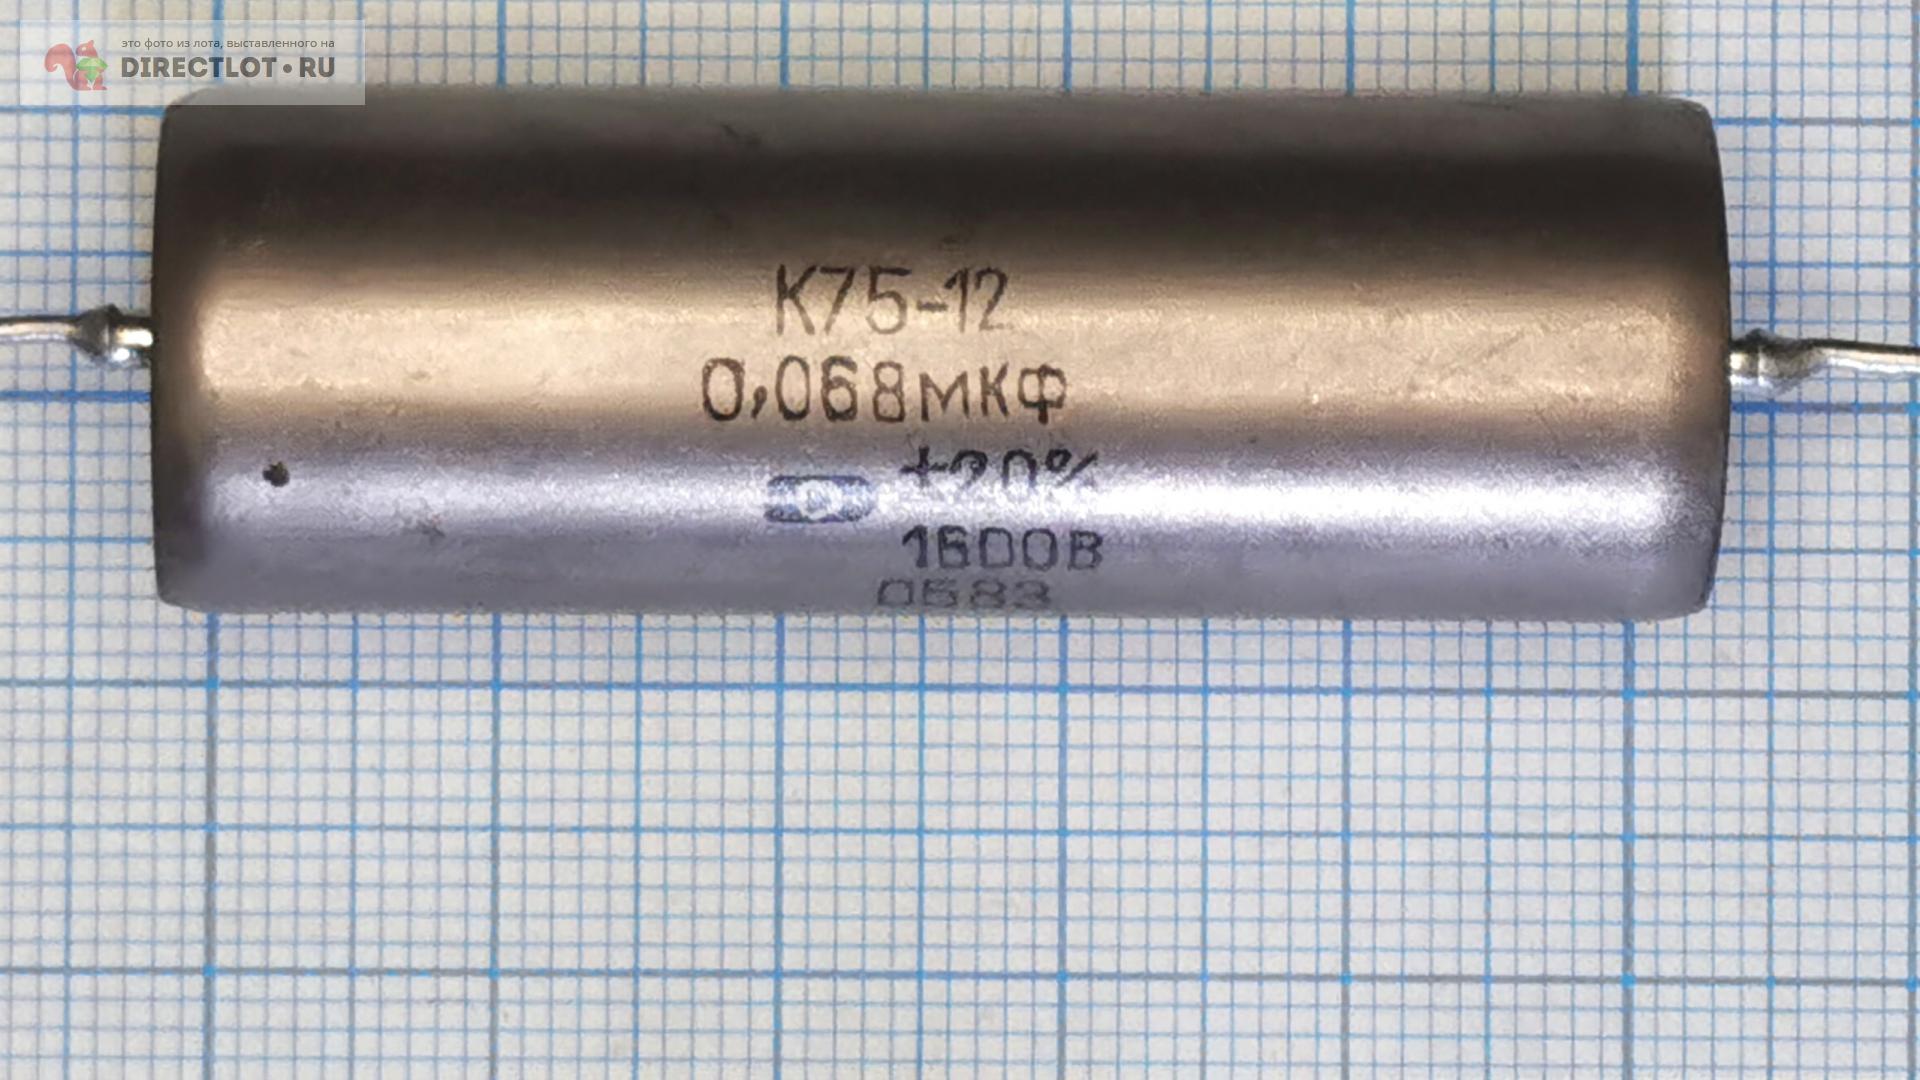 это фото из лота, выставленного на
DIRECTLOT•RU
К75-12
0,068мкФ
±20%
1600В
0583